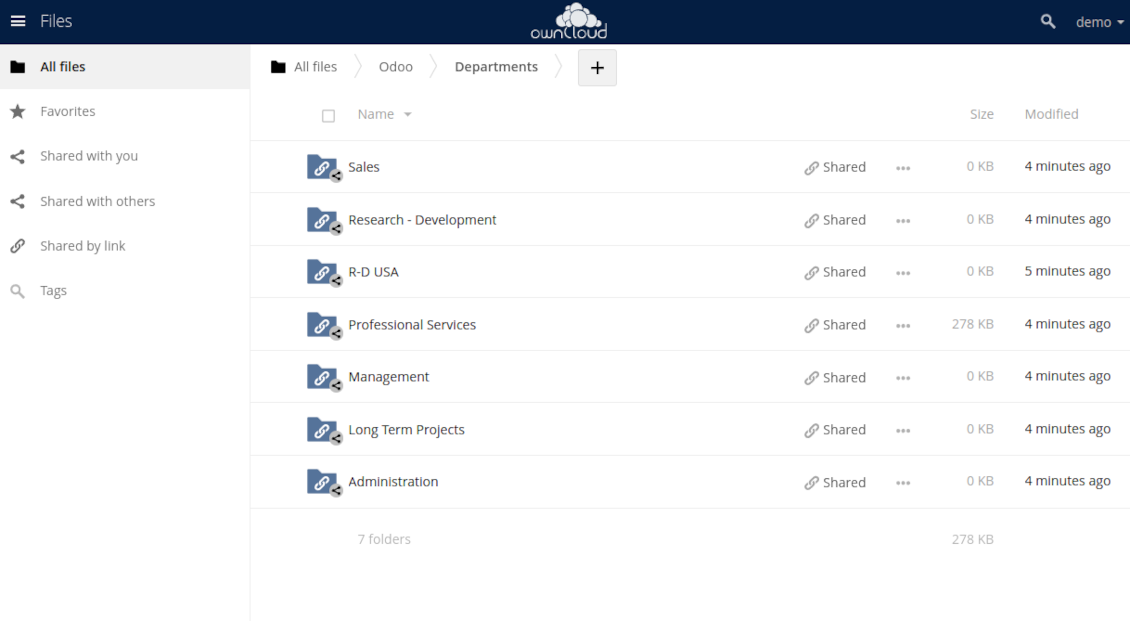 Files
ownCloud
demo
All files
Favorites
Shared with you
Shared with others
Shared by link
Tags
All files Odoo Departments +
Name Size Modified
Sales Shared ••• 0 KB 4 minutes ago
Research - Development Shared ••• 0 KB 4 minutes ago
R-D USA Shared ••• 0 KB 5 minutes ago
Professional Services Shared ••• 278 KB 4 minutes ago
Management Shared ••• 0 KB 4 minutes ago
Long Term Projects Shared ••• 0 KB 4 minutes ago
Administration Shared ••• 0 KB 4 minutes ago
7 folders 278 KB